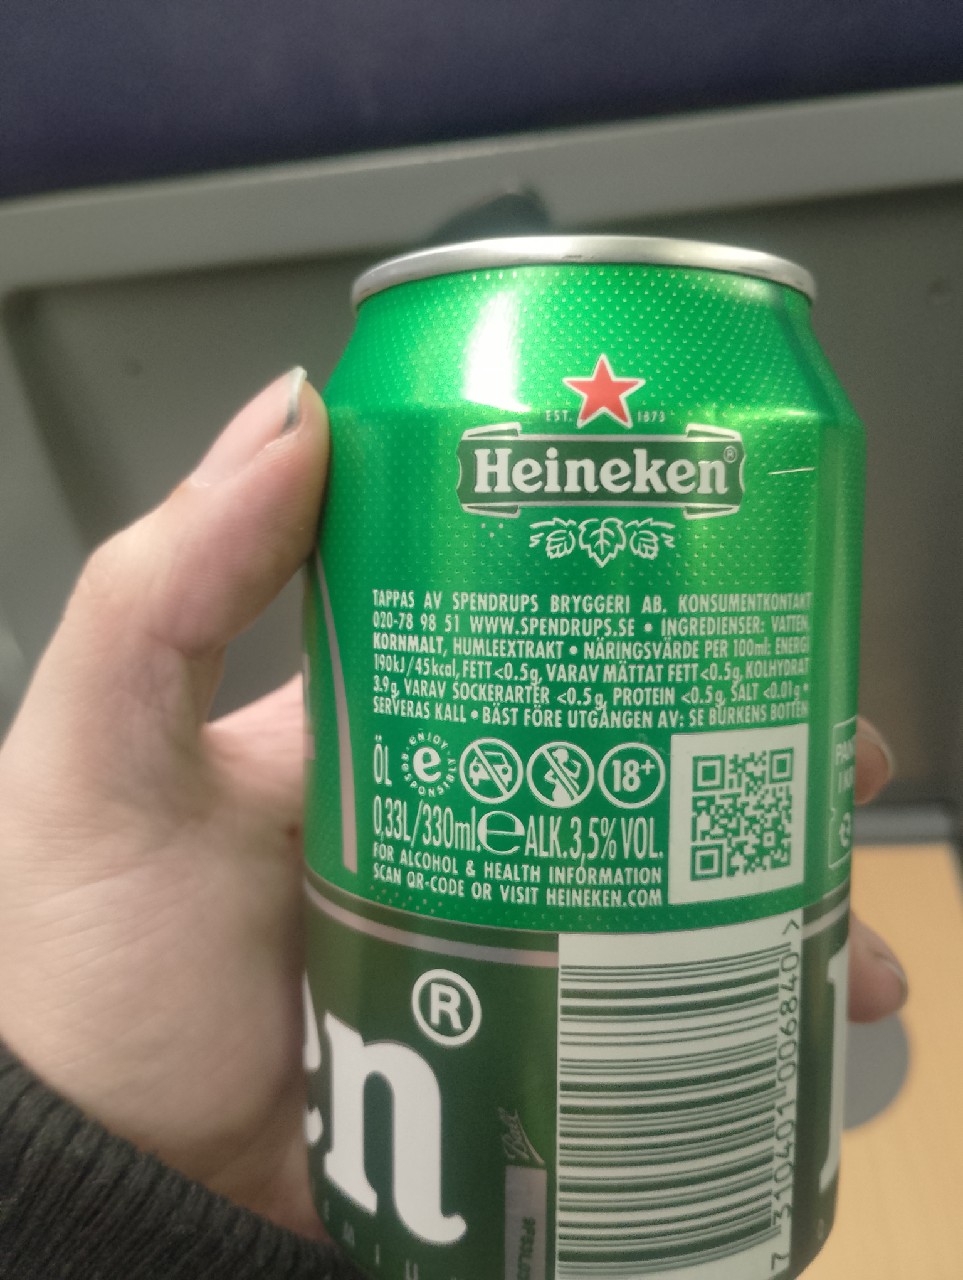 EST. 1873
Heineken®
TAPPAS AV SPENDRUPS BRYGGERI AB. KONSUMENTKONTAKT
020-78 98 51 WWW.SPENDRUPS.SE • INGREDIENSER: VATTEN,
KORNMALT, HUMLEEXTRAKT • NÄRINGSVÄRDE PER 100ml: ENERGI
190kJ/45kcal, FETT <0.5g, VARAV MÄTTAT FETT <0.5g, KOLHYDRAT
3.9g, VARAV SOCKERARTER <0.5g, PROTEIN <0.5g, SALT <0.01g •
SERVERAS KALL • BÄST FÖRE UTGÅNGEN AV: SE BURKENS BOTTEN
ÖL
ENJOY RESPONSIBLY
e
18+
0,33L/330ml e ALK.3,5% VOL.
FOR ALCOHOL & HEALTH INFORMATION
SCAN QR-CODE OR VISIT HEINEKEN.COM
PAN
en®
Ball
7 310401 006840 >